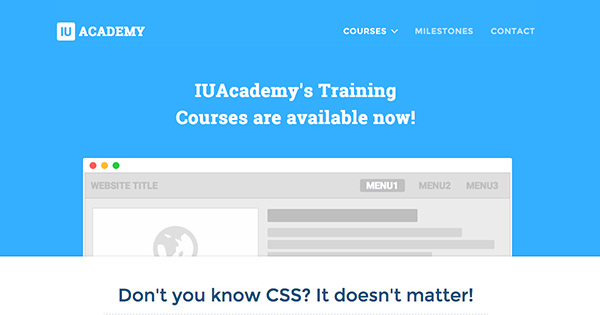 IU ACADEMY
COURSES MILESTONES CONTACT
IUAcademy's Training
Courses are available now!
WEBSITE TITLE MENU1 MENU2 MENU3
Don't you know CSS? It doesn't matter!